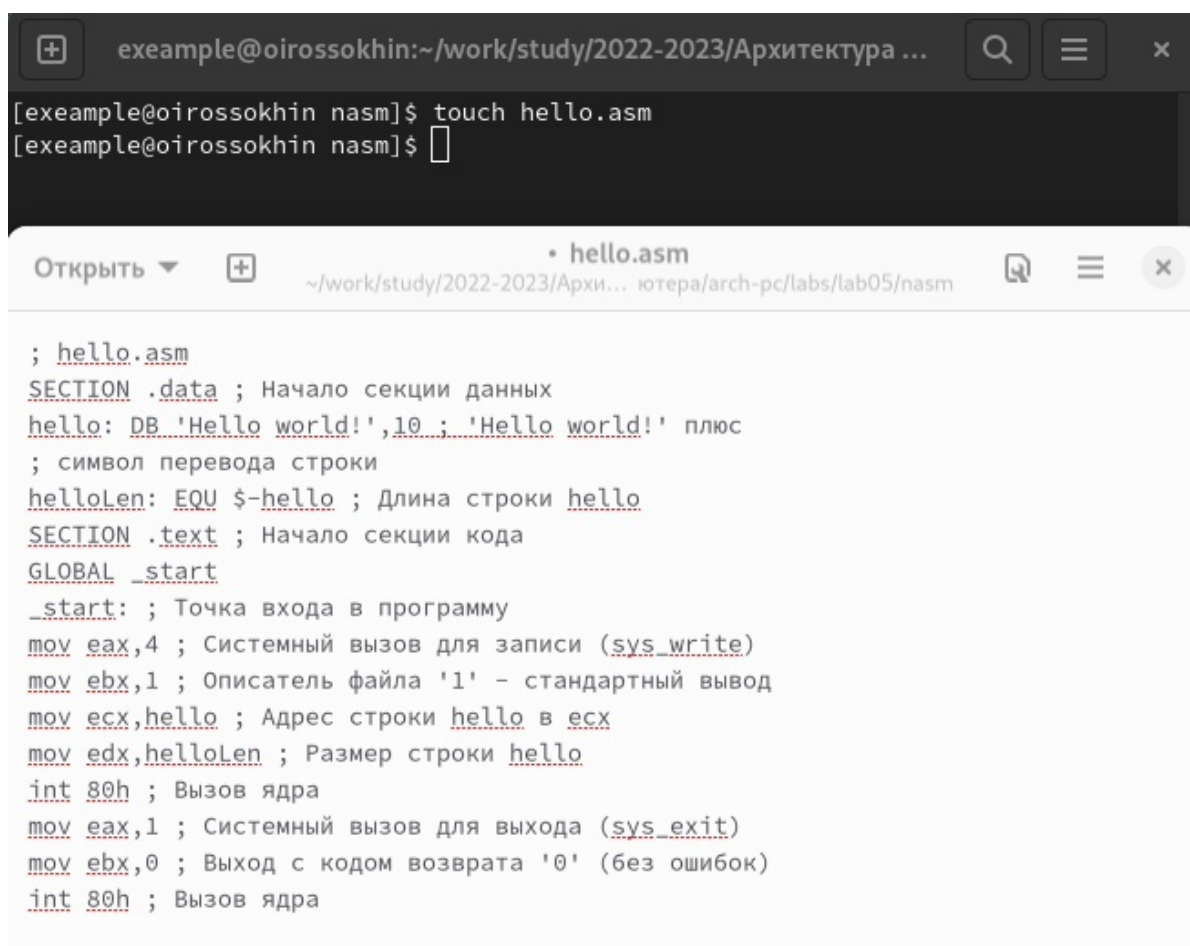 exeample@oirossokhin:~/work/study/2022-2023/Архитектура ...
[exeample@oirossokhin nasm]$ touch hello.asm
[exeample@oirossokhin nasm]$
Открыть
• hello.asm
~/work/study/2022-2023/Архи... ютера/arch-pc/labs/lab05/nasm
; hello.asm
SECTION .data ; Начало секции данных
hello: DB 'Hello world!',10 ; 'Hello world!' плюс
; символ перевода строки
helloLen: EQU $-hello ; Длина строки hello
SECTION .text ; Начало секции кода
GLOBAL _start
_start: ; Точка входа в программу
mov eax,4 ; Системный вызов для записи (sys_write)
mov ebx,1 ; Описатель файла '1' - стандартный вывод
mov ecx,hello ; Адрес строки hello в ecx
mov edx,helloLen ; Размер строки hello
int 80h ; Вызов ядра
mov eax,1 ; Системный вызов для выхода (sys_exit)
mov ebx,0 ; Выход с кодом возврата '0' (без ошибок)
int 80h ; Вызов ядра